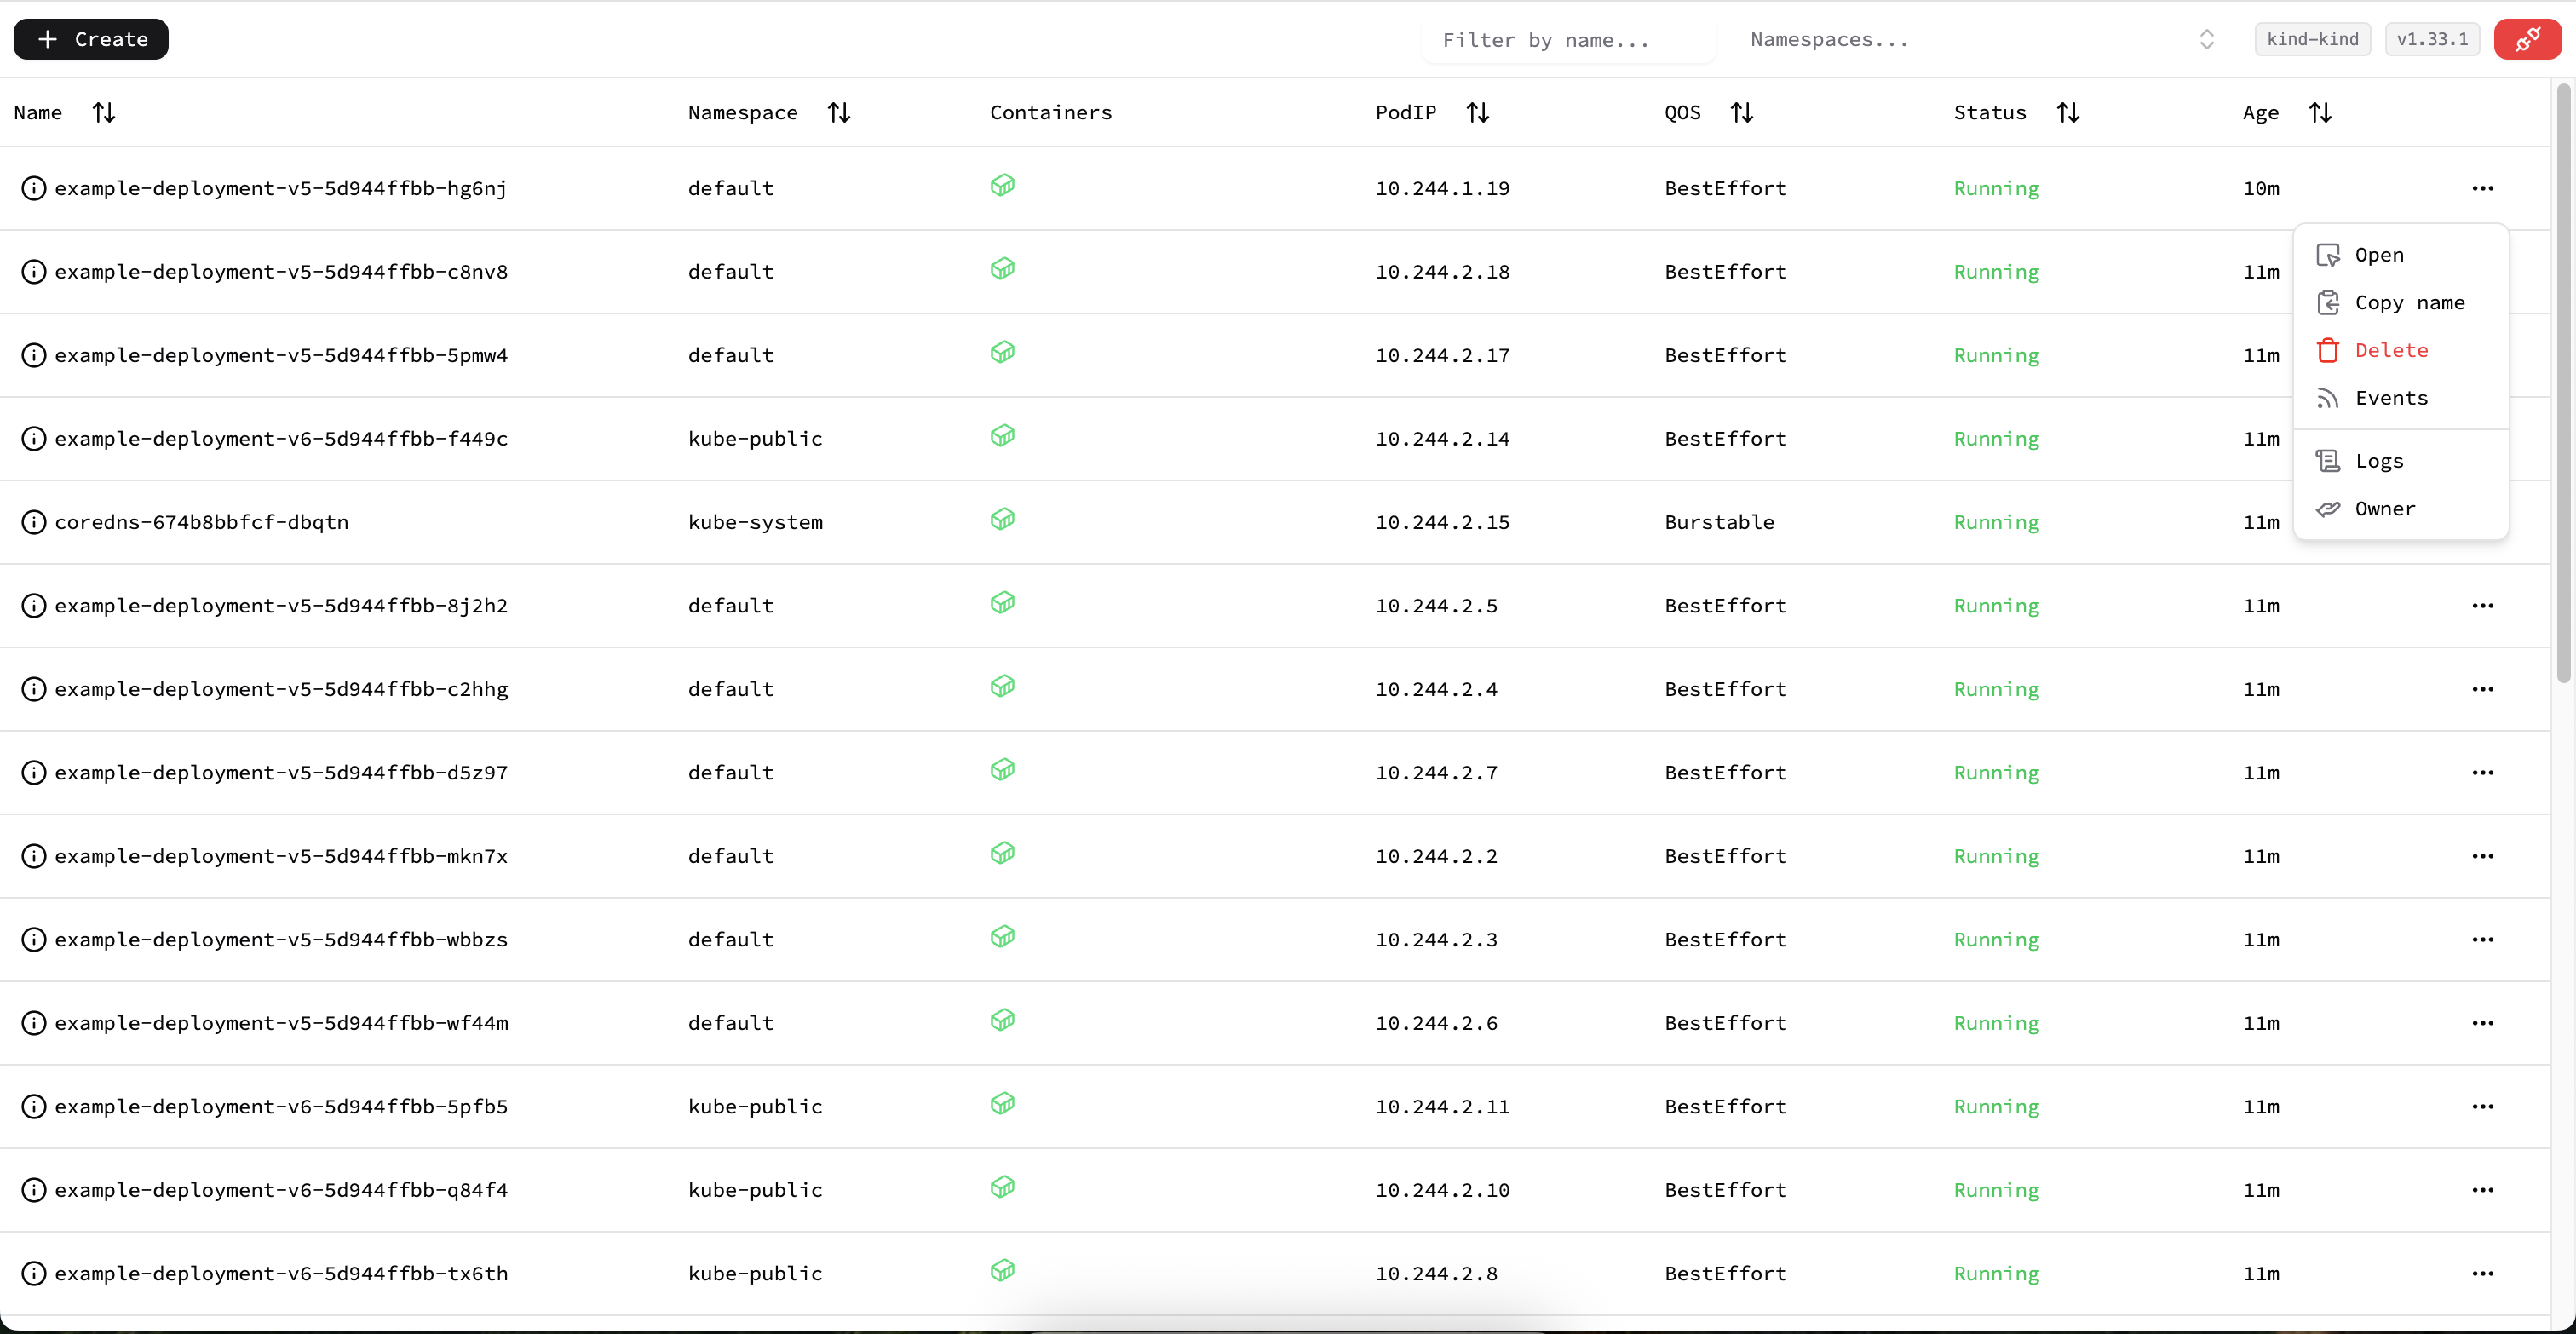 + Create Filter by name... Namespaces... kind-kind v1.33.1
Name Namespace Containers PodIP QOS Status Age
example-deployment-v5-5d944ffbb-hg6nj default 10.244.1.19 BestEffort Running 10m ...
example-deployment-v5-5d944ffbb-c8nv8 default 10.244.2.18 BestEffort Running 11m
example-deployment-v5-5d944ffbb-5pmw4 default 10.244.2.17 BestEffort Running 11m
example-deployment-v6-5d944ffbb-f449c kube-public 10.244.2.14 BestEffort Running 11m
coredns-674b8bbfcf-dbqtn kube-system 10.244.2.15 Burstable Running 11m
Open
Copy name
Delete
Events
Logs
Owner
example-deployment-v5-5d944ffbb-8j2h2 default 10.244.2.5 BestEffort Running 11m ...
example-deployment-v5-5d944ffbb-c2hhg default 10.244.2.4 BestEffort Running 11m ...
example-deployment-v5-5d944ffbb-d5z97 default 10.244.2.7 BestEffort Running 11m ...
example-deployment-v5-5d944ffbb-mkn7x default 10.244.2.2 BestEffort Running 11m ...
example-deployment-v5-5d944ffbb-wbbzs default 10.244.2.3 BestEffort Running 11m ...
example-deployment-v5-5d944ffbb-wf44m default 10.244.2.6 BestEffort Running 11m ...
example-deployment-v6-5d944ffbb-5pfb5 kube-public 10.244.2.11 BestEffort Running 11m ...
example-deployment-v6-5d944ffbb-q84f4 kube-public 10.244.2.10 BestEffort Running 11m ...
example-deployment-v6-5d944ffbb-tx6th kube-public 10.244.2.8 BestEffort Running 11m ...